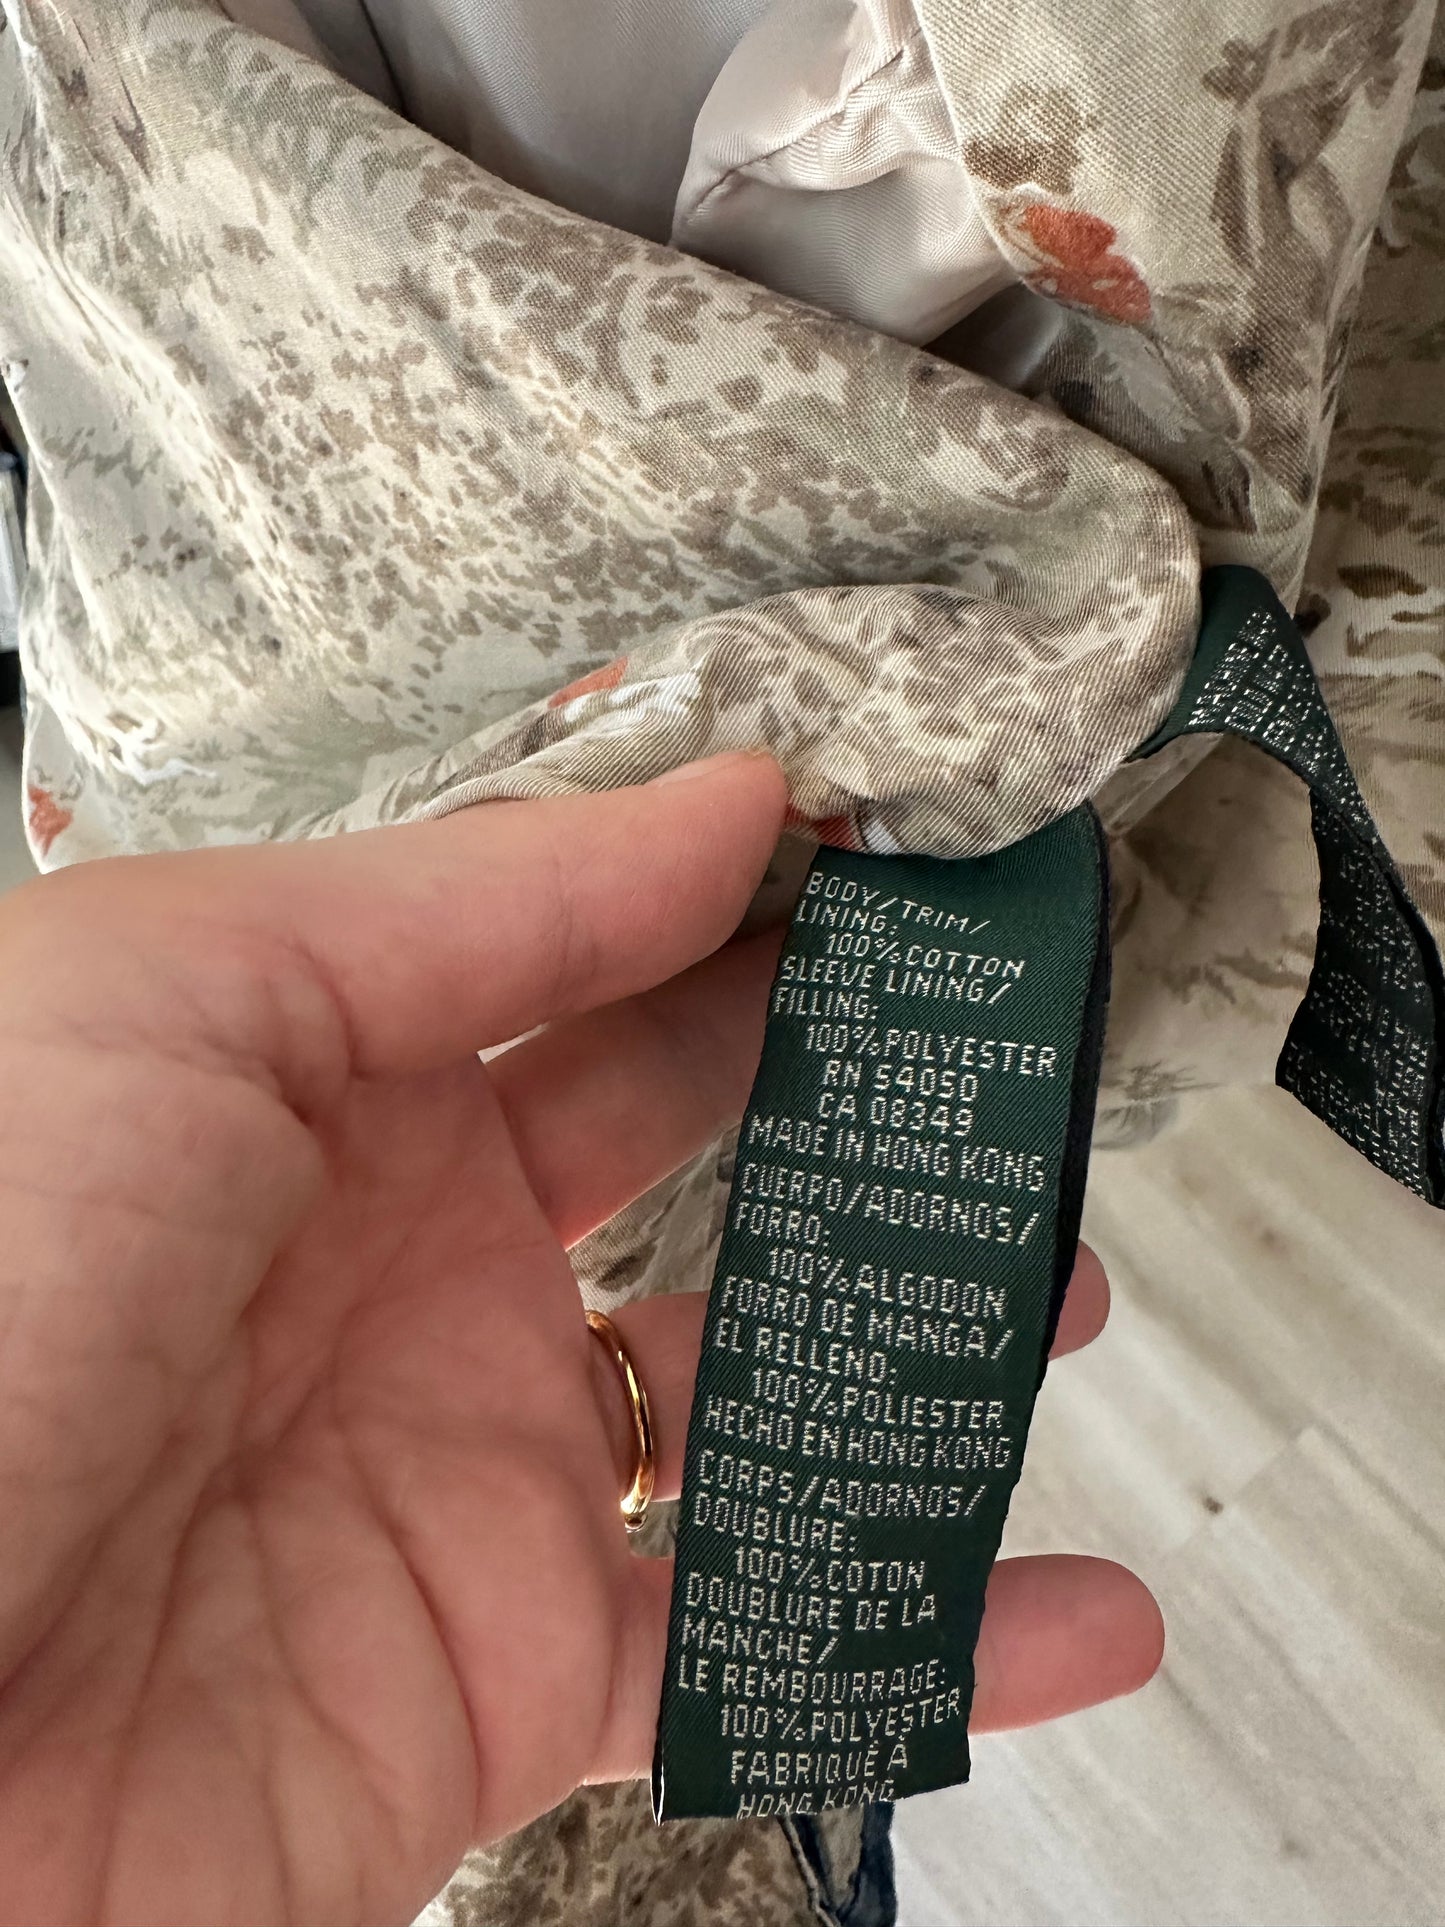 BODY/TRIM/
LINING:
100%COTTON
SLEEVE LINING/
FILLING:
100%POLYESTER
RN 54050
CA 08349
MADE IN HONG KONG
CUERPO/ADORNOS/
FORRO:
100%ALGODON
FORRO DE MANGA/
EL RELLENO:
100%POLIESTER
HECHO EN HONG KONG
CORPS/ADORNOS/
DOUBLURE:
100%COTON
DOUBLURE DE LA
MANCHE/
LE REMBOURRAGE:
100%POLYESTER
FABRIQUÉ À
HONG KONG